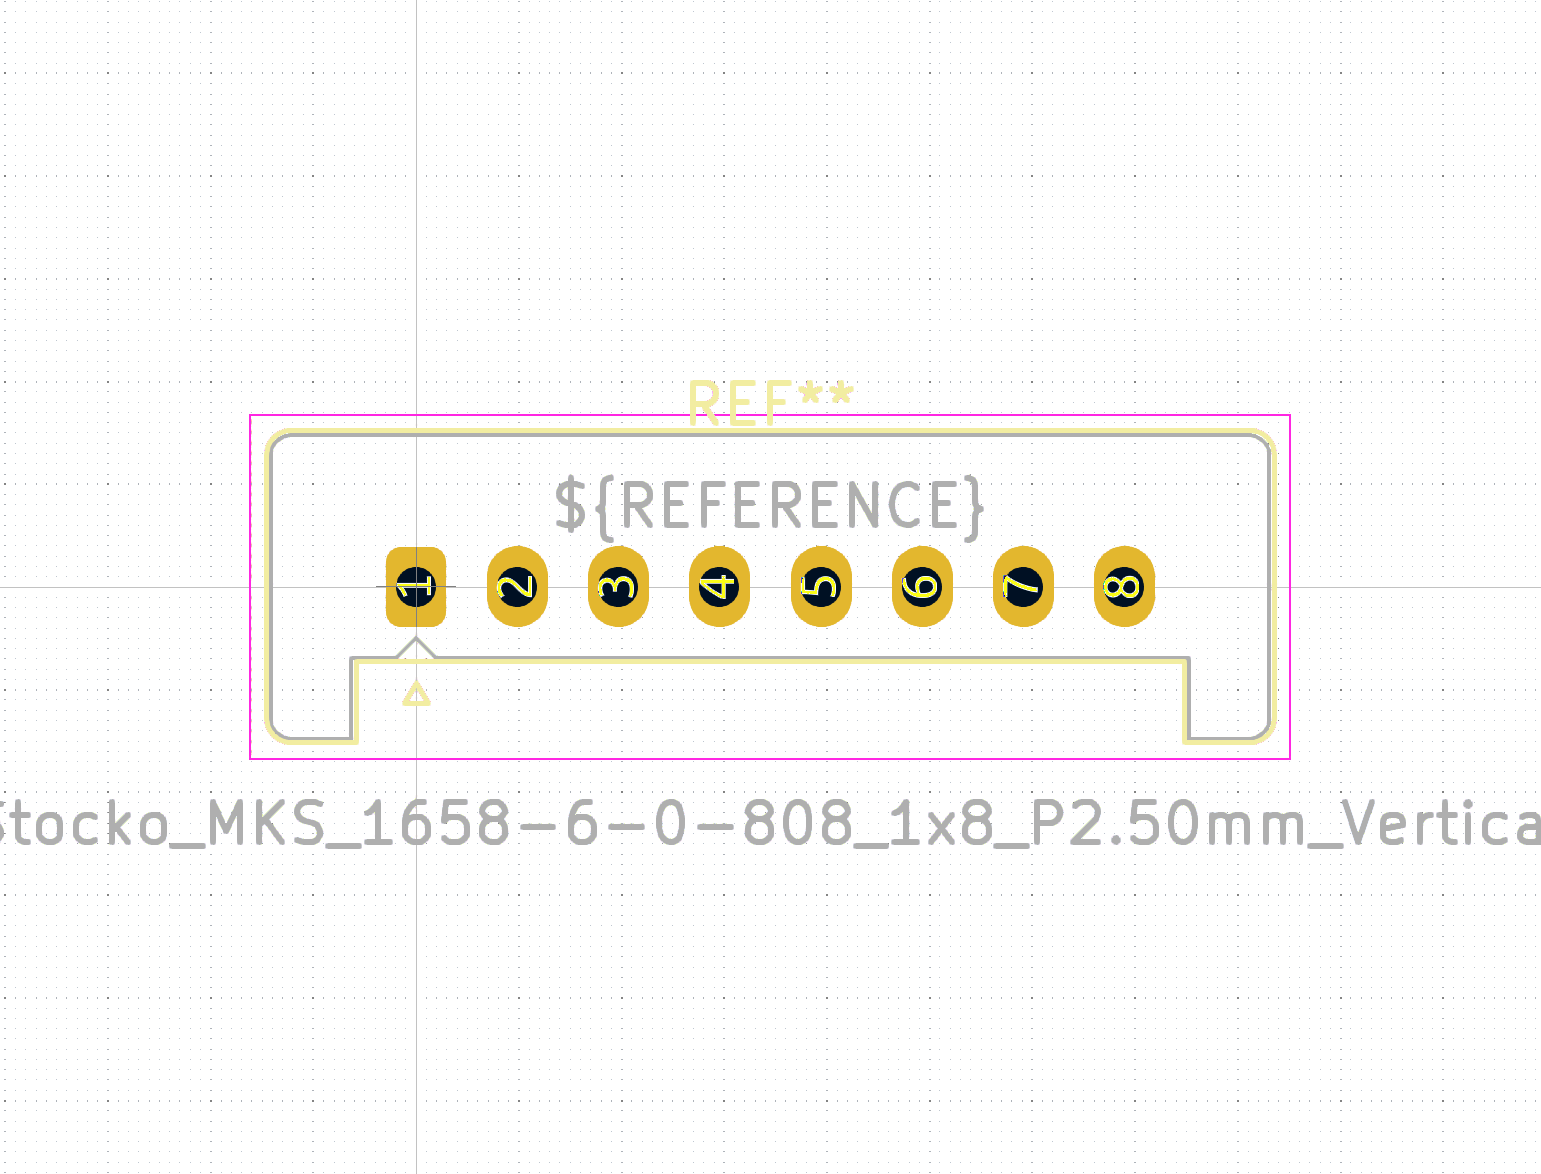 REF**
${REFERENCE}
1 2 3 4 5 6 7 8
Stocko_MKS_1658-6-0-808_1x8_P2.50mm_Vertica